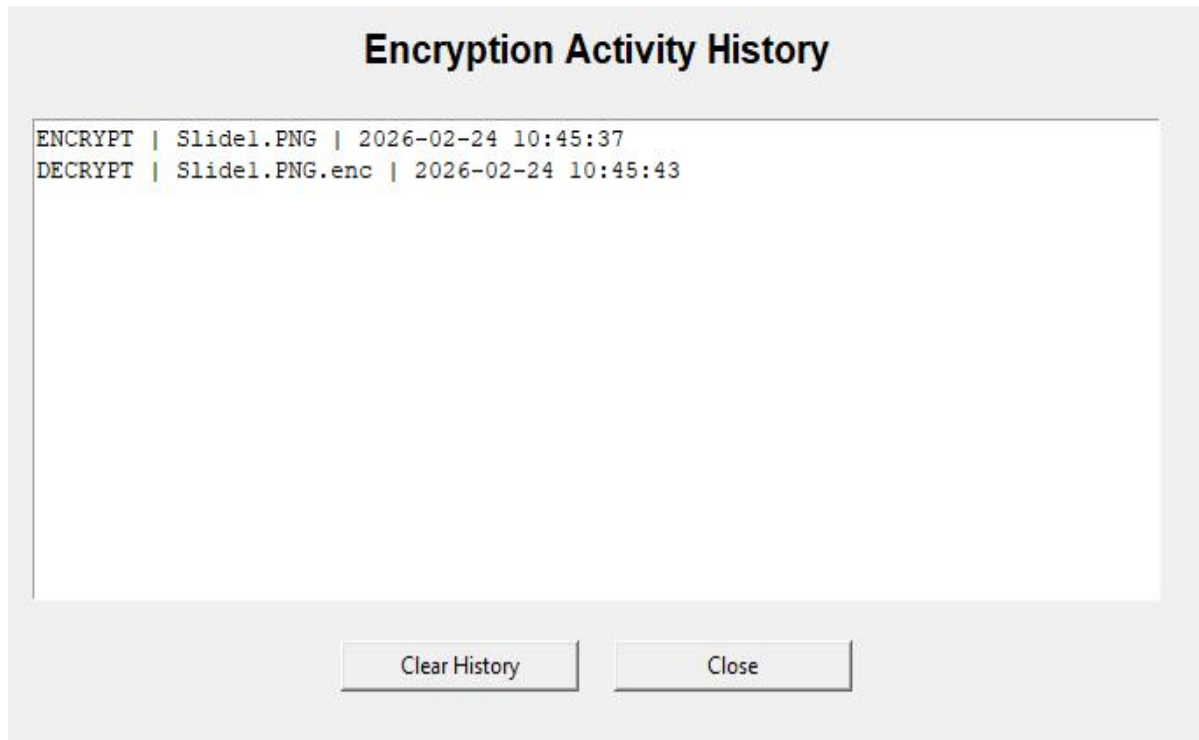 Encryption Activity History
ENCRYPT | Slide1.PNG | 2026-02-24 10:45:37
DECRYPT | Slide1.PNG.enc | 2026-02-24 10:45:43
Clear History
Close